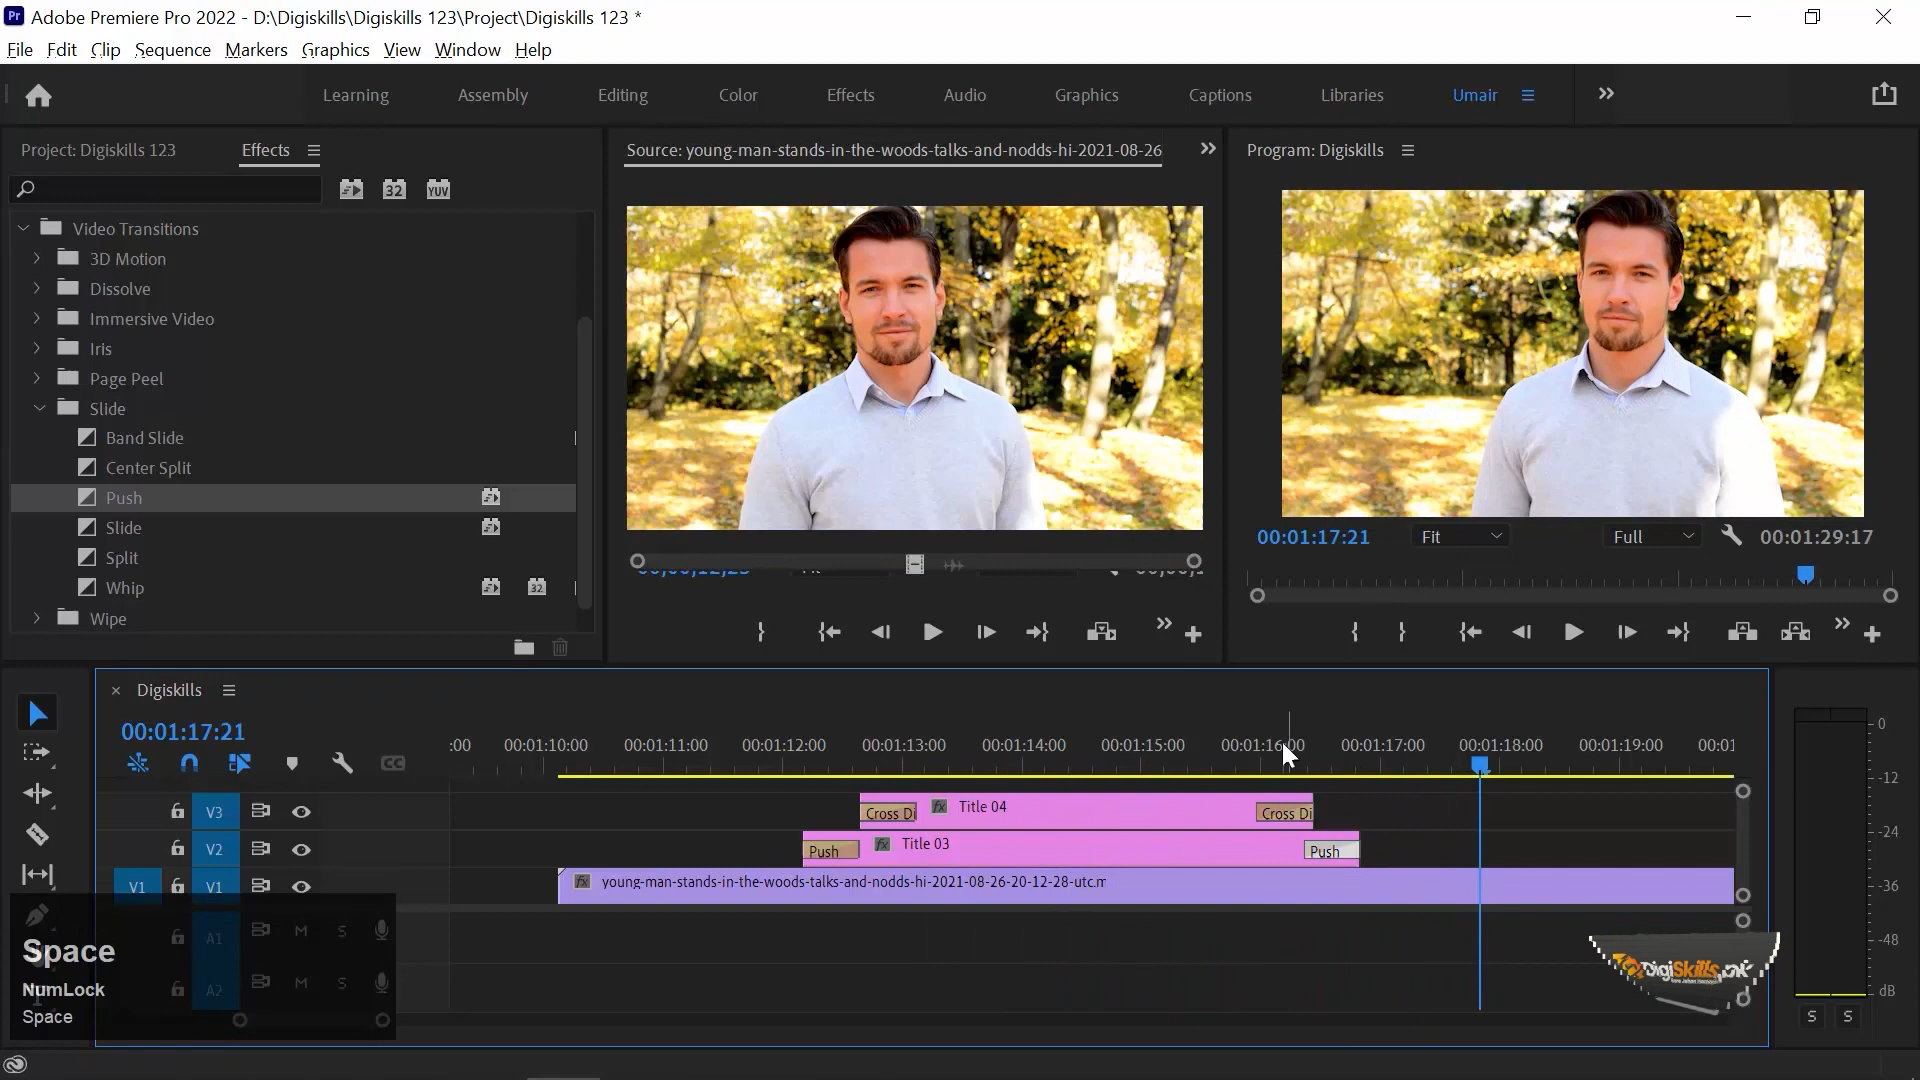 Adobe Premiere Pro 2022 - D:\Digiskills\Digiskills 123\Project\Digiskills 123 *
File Edit Clip Sequence Markers Graphics View Window Help
Learning Assembly Editing Color Effects Audio Graphics Captions Libraries Umair
Project: Digiskills 123 Effects
Source: young-man-stands-in-the-woods-talks-and-nodds-hi-2021-08-26
Program: Digiskills
32 YUV
Video Transitions
3D Motion
Dissolve
Immersive Video
Iris
Page Peel
Slide
Band Slide
Center Split
Push
Slide
Split
Whip
32
Wipe
00:01:17:21 Fit Full 00:01:29:17
Digiskills
00:01:17:21
:00 00:01:10:00 00:01:11:00 00:01:12:00 00:01:13:00 00:01:14:00 00:01:15:00 00:01:16:00 00:01:17:00 00:01:18:00 00:01:19:00 00:01
V3 Cross Di fx Title 04 Cross Di
V2 Push fx Title 03 Push
V1 V1 fx young-man-stands-in-the-woods-talks-and-nodds-hi-2021-08-26-20-12-28-utc.m
A1 M S
A2 M S
Space
NumLock
Space
DigiSkills.pk
0
-12
-24
-36
-48
dB
S S